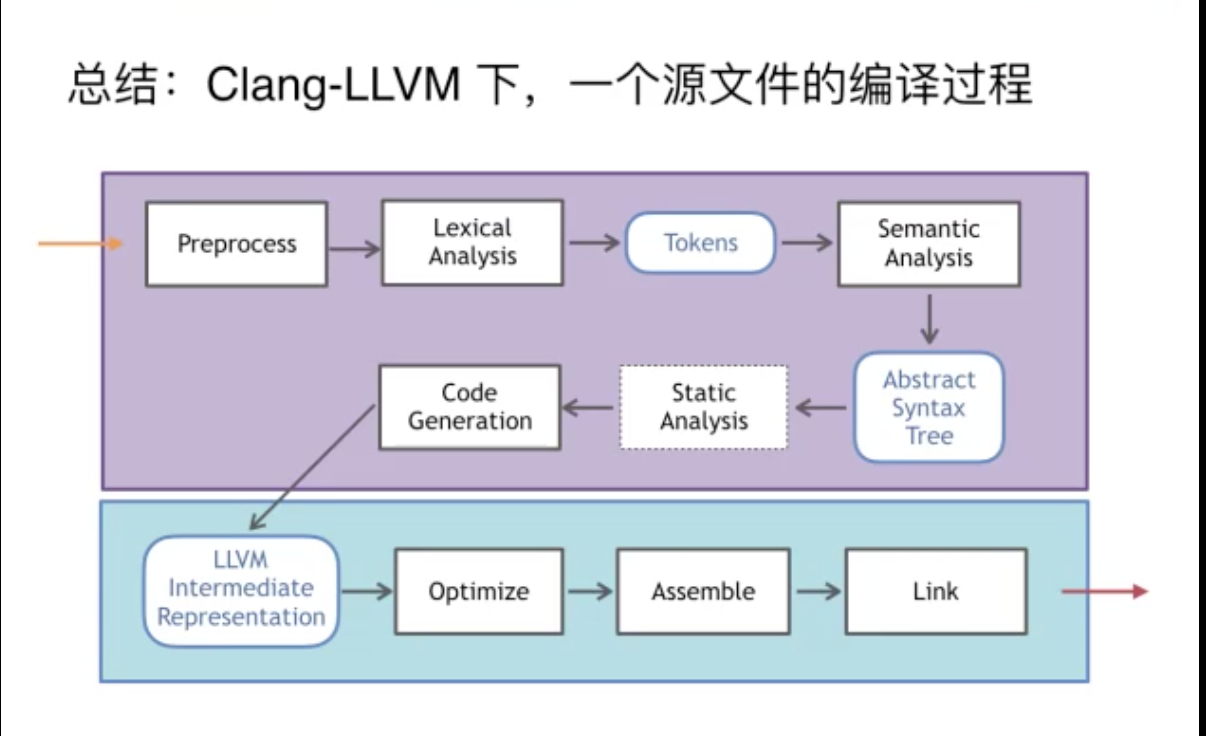 总结：Clang-LLVM 下，一个源文件的编译过程
Preprocess
Lexical
Analysis
Tokens
Semantic
Analysis
Abstract
Syntax
Tree
Static
Analysis
Code
Generation
LLVM
Intermediate
Representation
Optimize
Assemble
Link